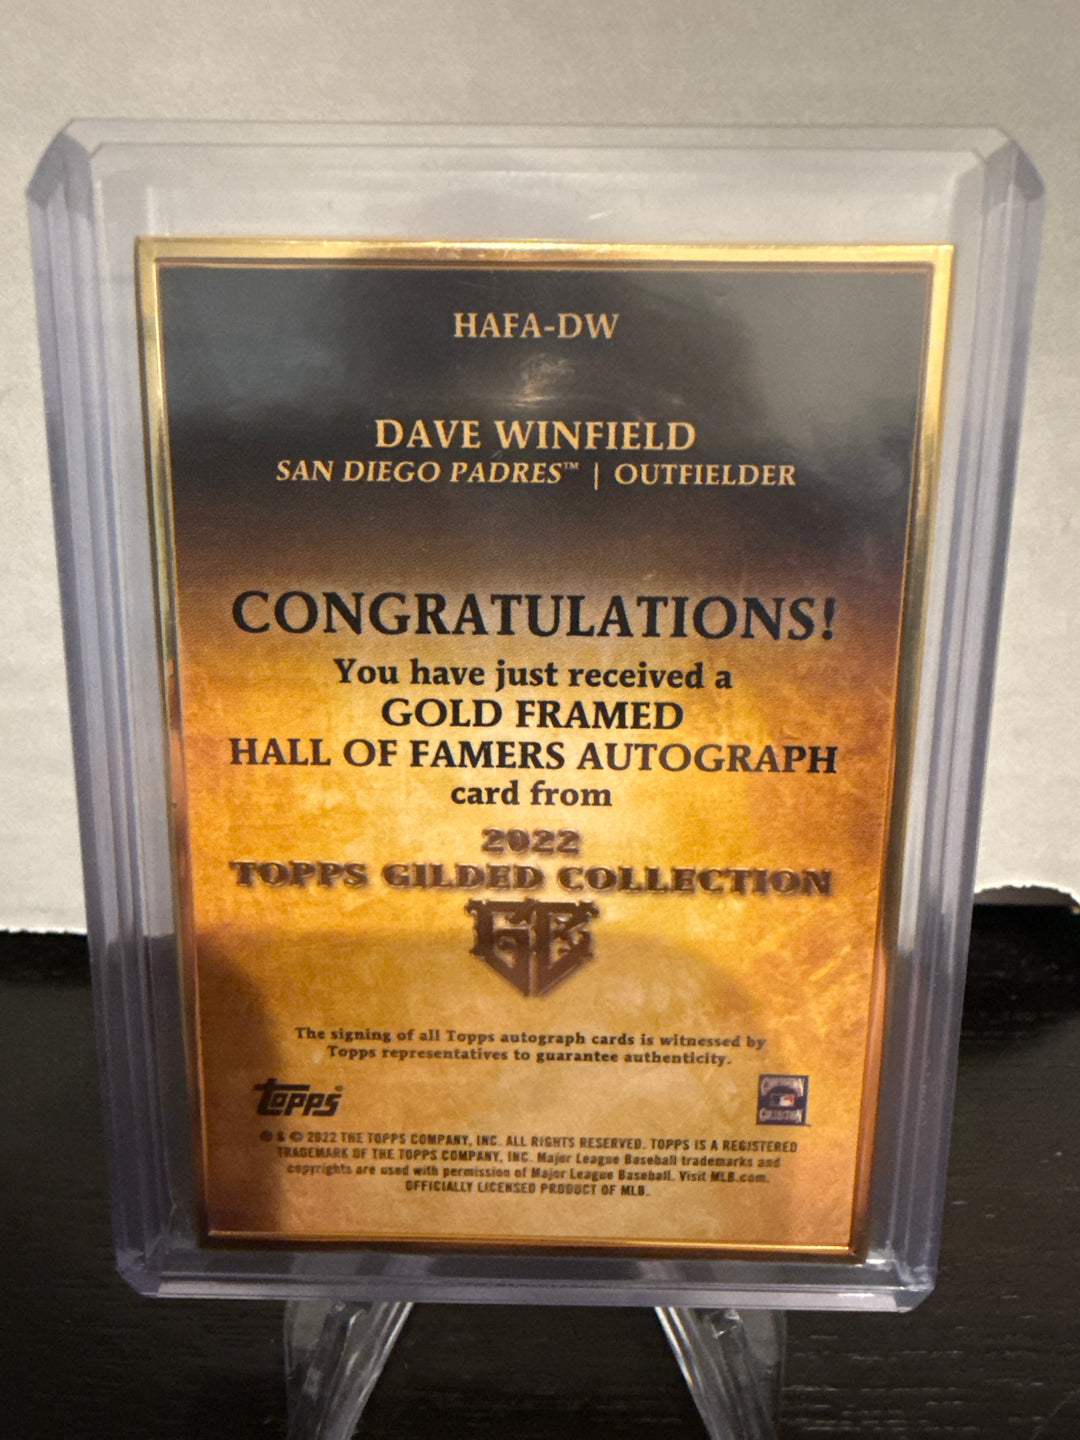 HAFA-DW
DAVE WINFIELD
SAN DIEGO PADRES™ | OUTFIELDER
CONGRATULATIONS!
You have just received a
GOLD FRAMED
HALL OF FAMERS AUTOGRAPH
card from
2022
TOPPS GILDED COLLECTION
GC
The signing of all Topps autograph cards is witnessed by
Topps representatives to guarantee authenticity.
topps®
COOPERSTOWN
COLLECTION™
® & © 2022 THE TOPPS COMPANY, INC. ALL RIGHTS RESERVED. TOPPS IS A REGISTERED
TRADEMARK OF THE TOPPS COMPANY, INC. Major League Baseball trademarks and
copyrights are used with permission of Major League Baseball. Visit MLB.com.
OFFICIALLY LICENSED PRODUCT OF MLB.